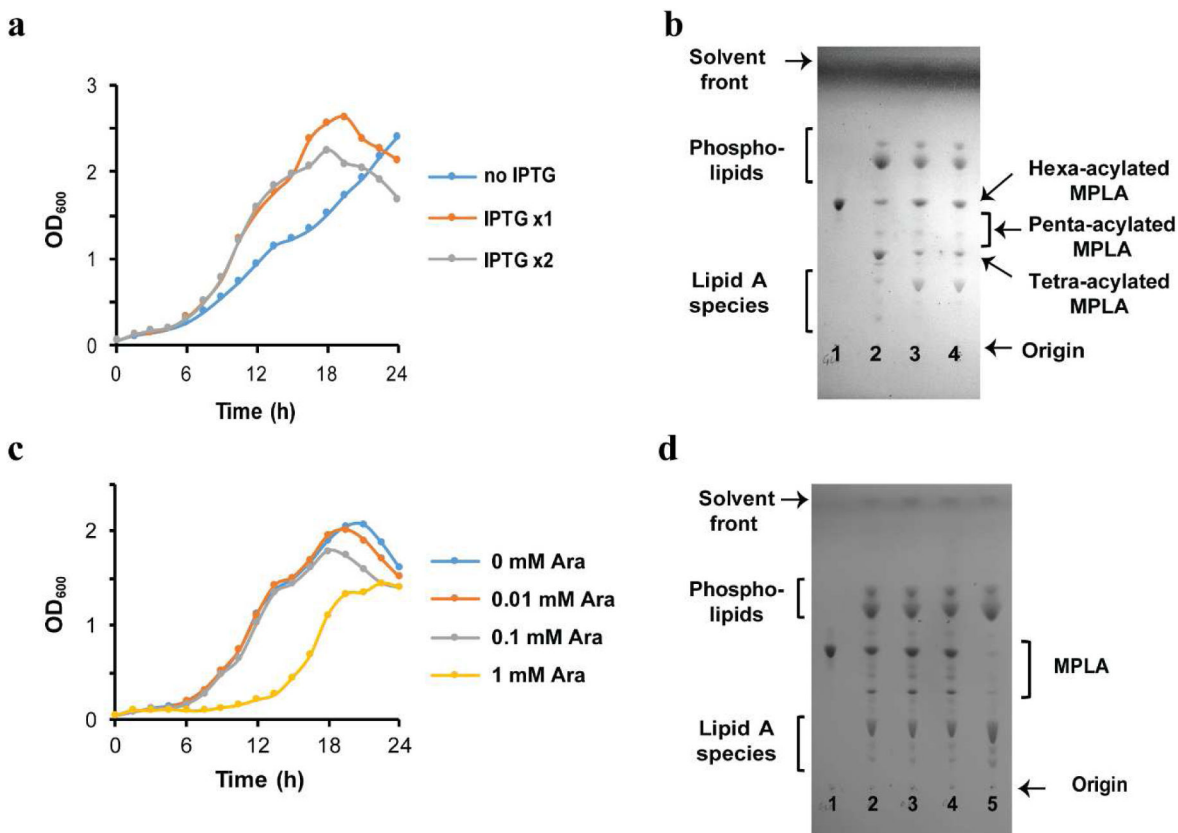 a
OD600
3
2
1
0
0 6 12 18 24
Time (h)
no IPTG
IPTG x1
IPTG x2
b
Solvent
front
Phospho-
lipids
Lipid A
species
Hexa-acylated
MPLA
Penta-acylated
MPLA
Tetra-acylated
MPLA
Origin
1 2 3 4
c
OD600
2
1
0
0 6 12 18 24
Time (h)
0 mM Ara
0.01 mM Ara
0.1 mM Ara
1 mM Ara
d
Solvent
front
Phospho-
lipids
MPLA
Lipid A
species
Origin
1 2 3 4 5